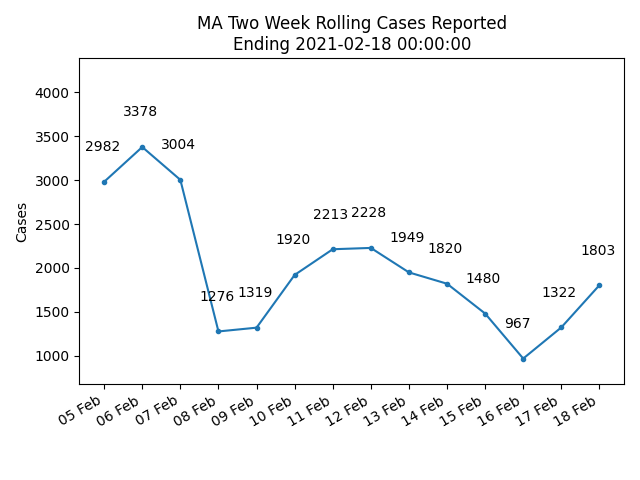 MA Two Week Rolling Cases Reported
Ending 2021-02-18 00:00:00
Cases
4000
3500
3000
2500
2000
1500
1000
2982
3378
3004
1276
1319
1920
2213
2228
1949
1820
1480
967
1322
1803
05 Feb
06 Feb
07 Feb
08 Feb
09 Feb
10 Feb
11 Feb
12 Feb
13 Feb
14 Feb
15 Feb
16 Feb
17 Feb
18 Feb